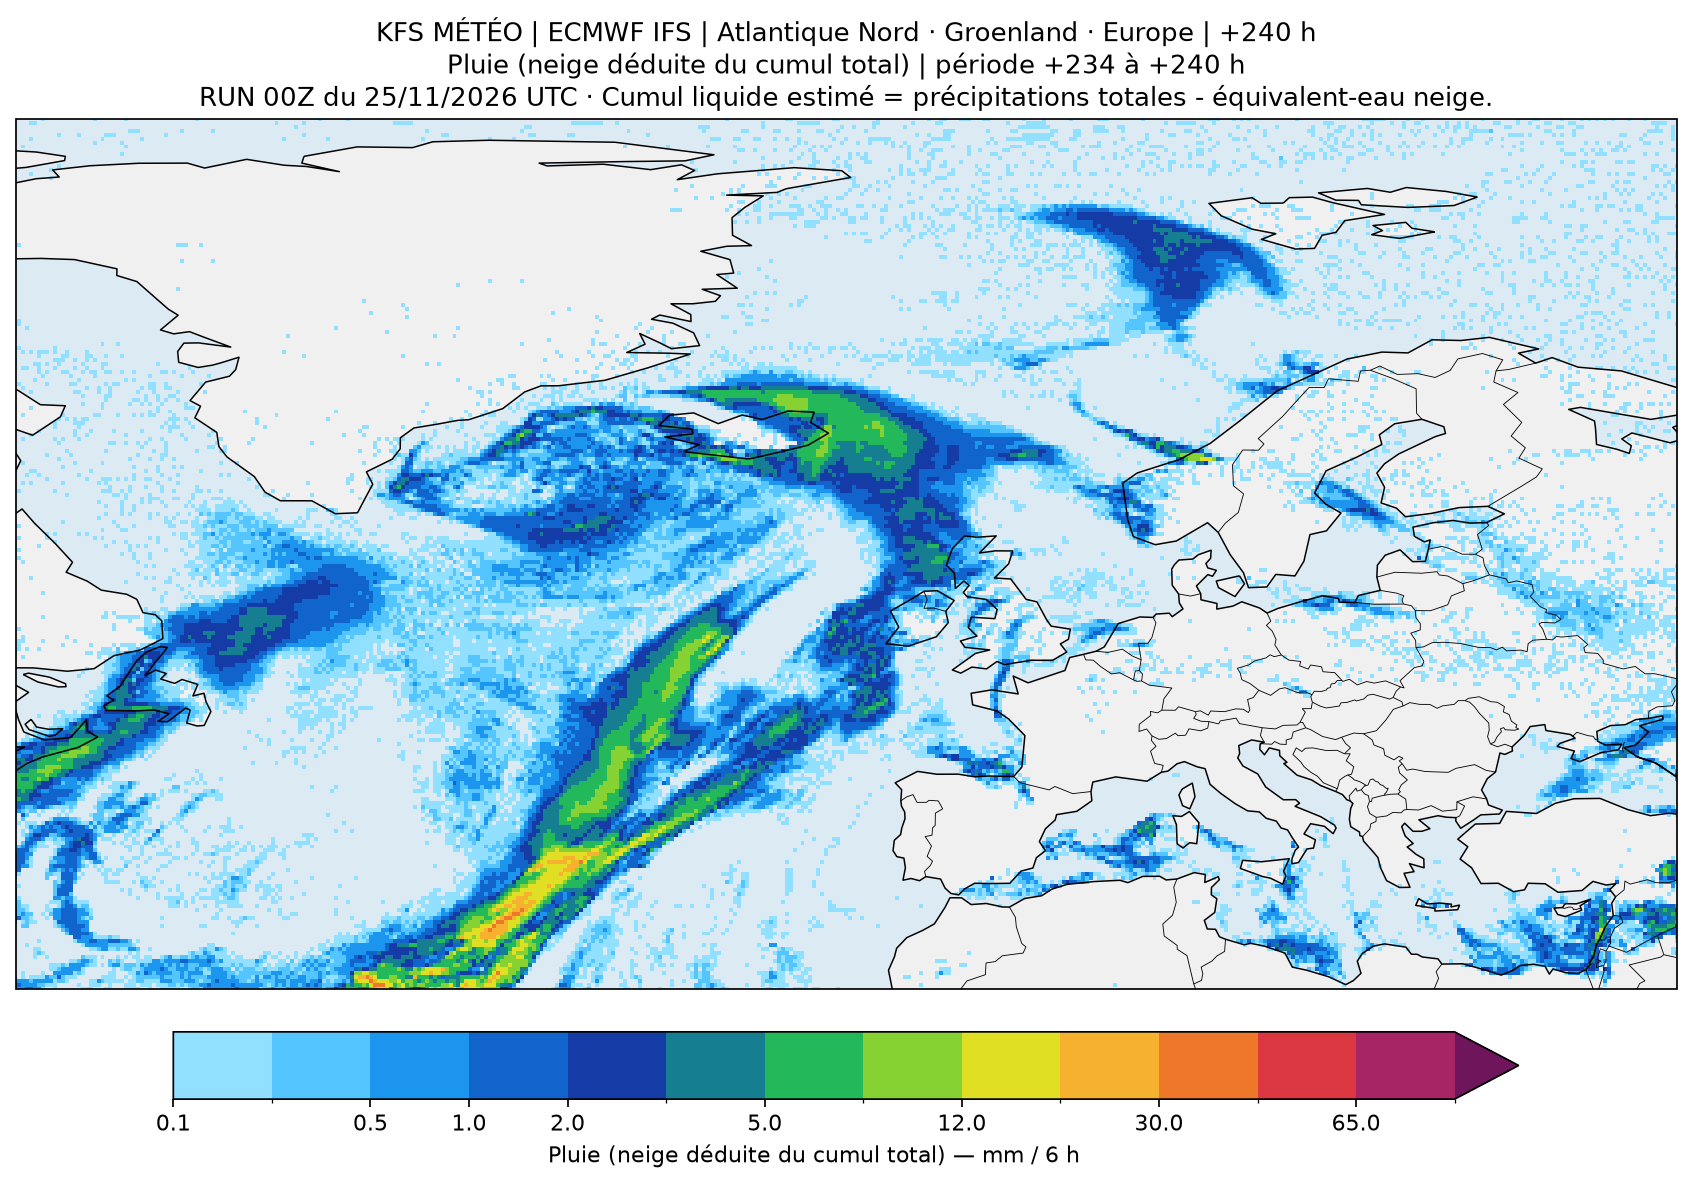 KFS MÉTÉO | ECMWF IFS | Atlantique Nord · Groenland · Europe | +240 h
Pluie (neige déduite du cumul total) | période +234 à +240 h
RUN 00Z du 25/11/2026 UTC · Cumul liquide estimé = précipitations totales - équivalent-eau neige.
0.1 0.5 1.0 2.0 5.0 12.0 30.0 65.0
Pluie (neige déduite du cumul total) — mm / 6 h